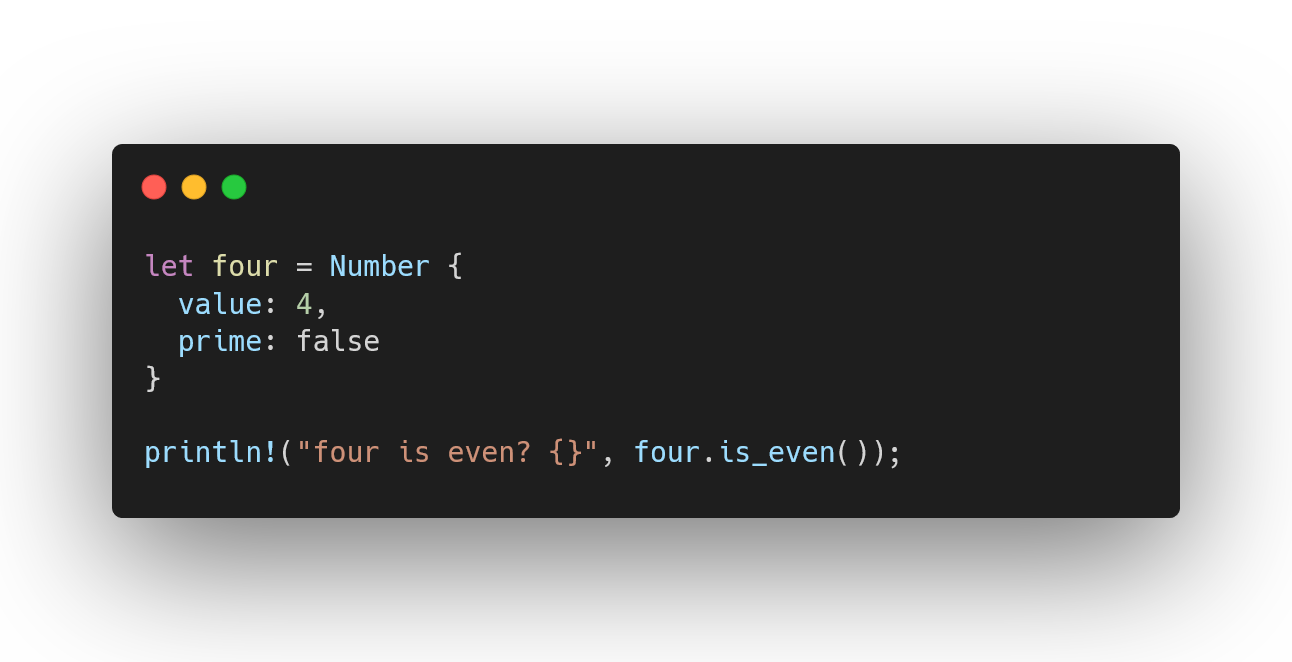 let four = Number {
  value: 4,
  prime: false
}
println!("four is even? {}", four.is_even());